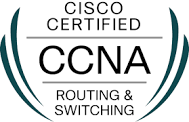 CISCO
CERTIFIED
CCNA
ROUTING &
SWITCHING